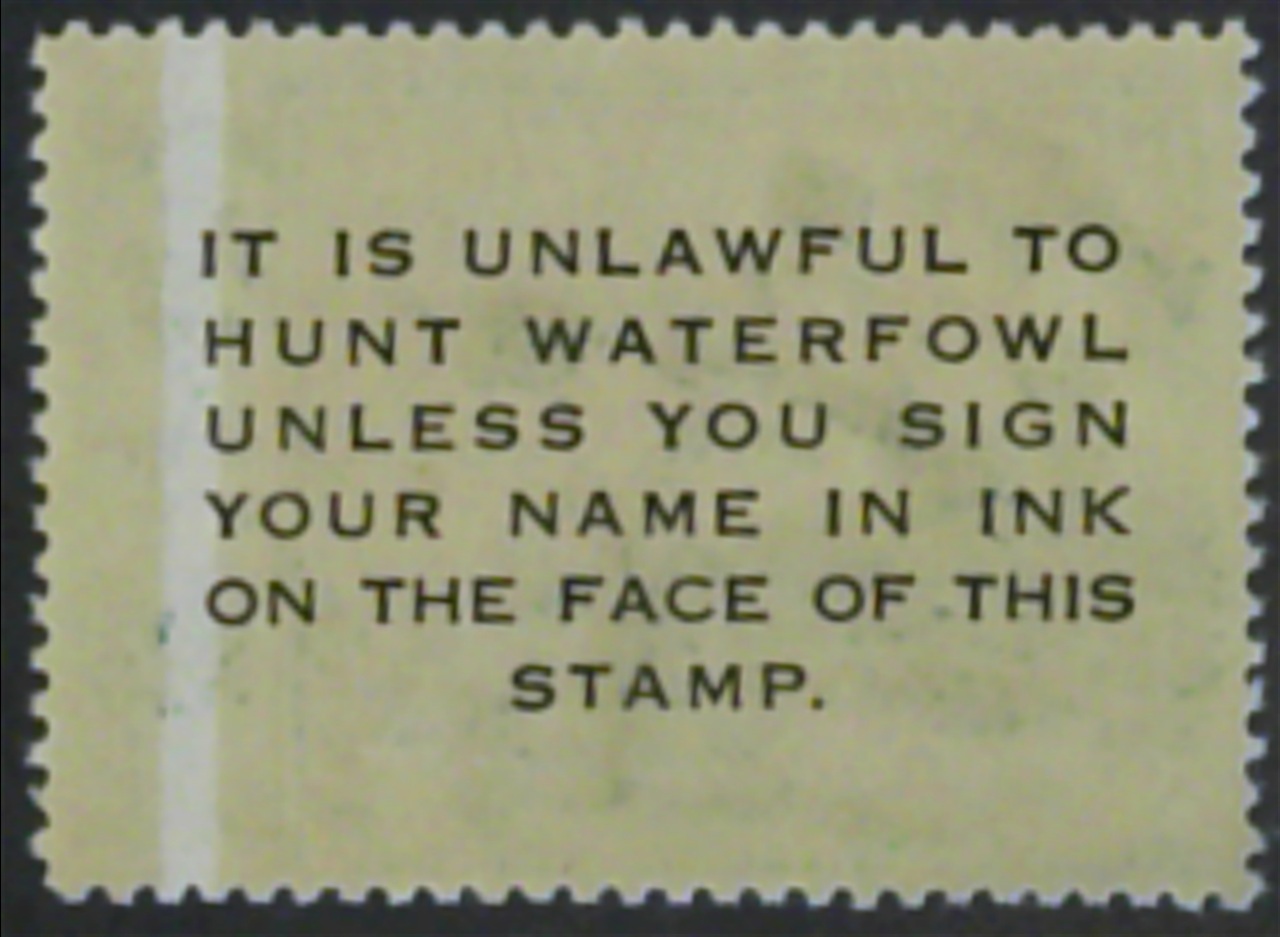 IT IS UNLAWFUL TO
HUNT WATERFOWL
UNLESS YOU SIGN
YOUR NAME IN INK
ON THE FACE OF THIS
STAMP.